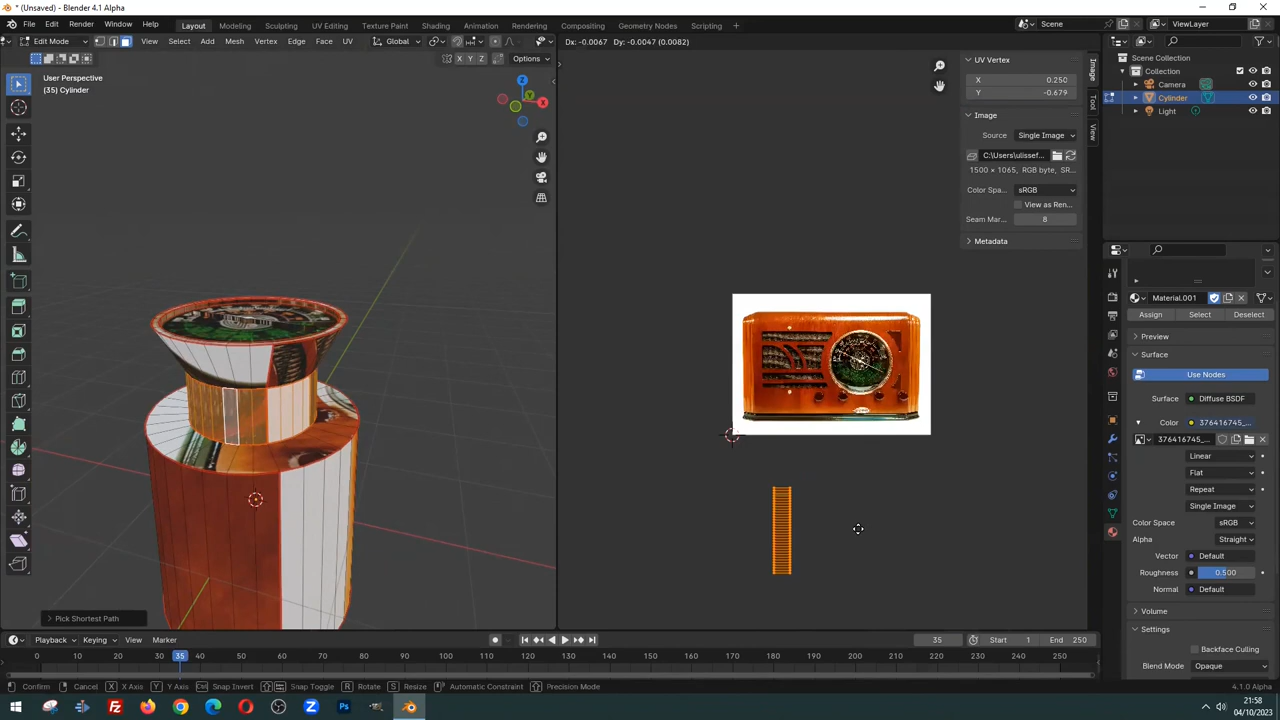 * (Unsaved) - Blender 4.1 Alpha
File Edit Render Window Help Layout Modeling Sculpting UV Editing Texture Paint Shading Animation Rendering Compositing Geometry Nodes Scripting Scene ViewLayer
Edit Mode View Select Add Mesh Vertex Edge Face UV Global Dx: -0.0067 Dy: -0.0047 (0.0082)
X Y Z Options
User Perspective
(35) Cylinder
Z
Y
X
UV Vertex
X 0.250
Y -0.679
Image
Source Single Image
C:\Users\ulissef...
1500 × 1065, RGB byte, SR...
Color Spa... sRGB
View as Ren...
Seam Mar... 8
Metadata
Image
Tool
View
Scene Collection
Collection
Camera
Cylinder
Light
Material.001
Assign Select Deselect
Preview
Surface
Use Nodes
Surface Diffuse BSDF
Color 376416745_...
376416745_...
Linear
Flat
Repeat
Single Image
Color Space sRGB
Alpha Straight
Vector Default
Roughness 0.500
Normal Default
Volume
Settings
Backface Culling
Blend Mode Opaque
Pick Shortest Path
Playback Keying View Marker 35 Start 1 End 250
0 10 20 30 35 40 50 60 70 80 90 100 110 120 130 140 150 160 170 180 190 200 210 220 230 240 250
Confirm Cancel X X Axis Y Y Axis Ctrl Snap Invert Snap Toggle R Rotate S Resize Automatic Constraint Precision Mode 4.1.0 Alpha
21:58
04/10/2023